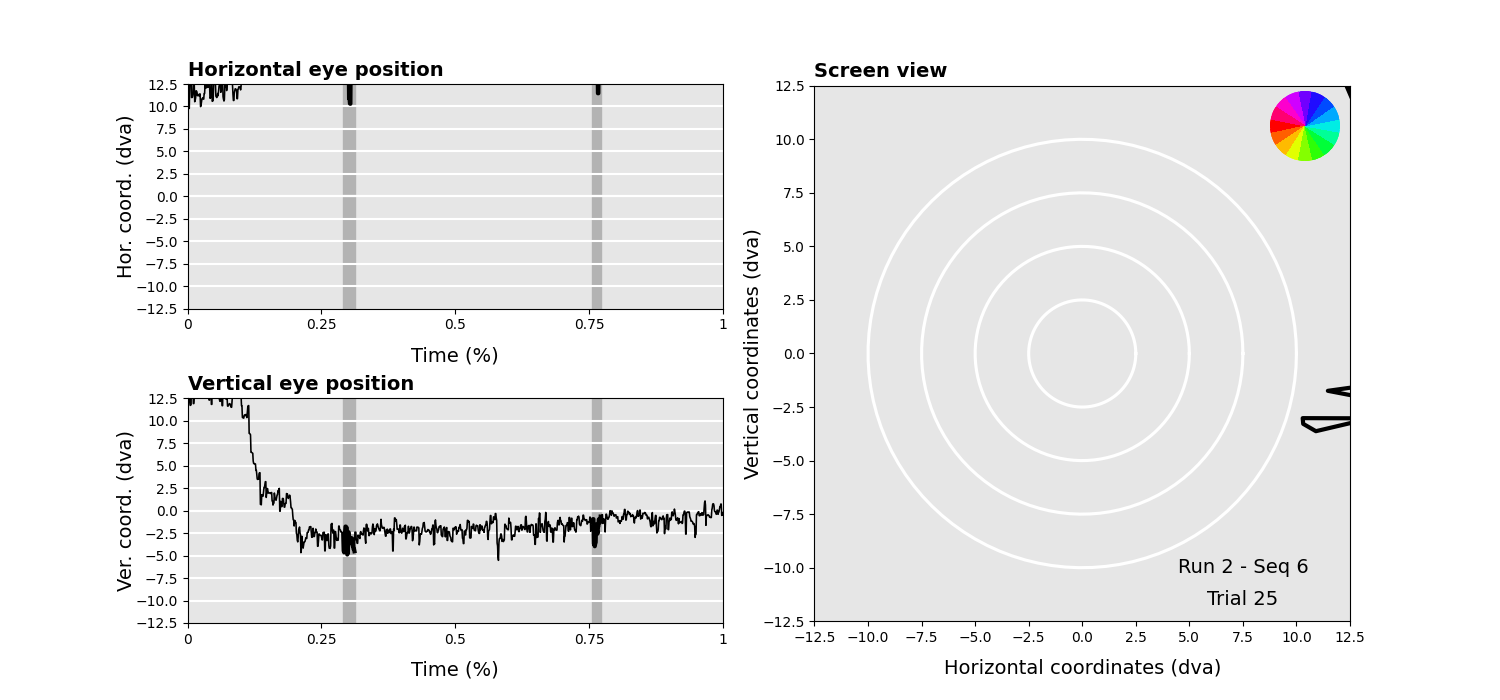 Horizontal eye position
12.5
10.0
7.5
5.0
2.5
0.0
−2.5
−5.0
−7.5
−10.0
−12.5
Hor. coord. (dva)
0 0.25 0.5 0.75 1
Time (%)
Vertical eye position
12.5
10.0
7.5
5.0
2.5
0.0
−2.5
−5.0
−7.5
−10.0
−12.5
Ver. coord. (dva)
0 0.25 0.5 0.75 1
Time (%)
Screen view
12.5
10.0
7.5
5.0
2.5
0.0
−2.5
−5.0
−7.5
−10.0
−12.5
Vertical coordinates (dva)
Run 2 - Seq 6
Trial 25
−12.5 −10.0 −7.5 −5.0 −2.5 0.0 2.5 5.0 7.5 10.0 12.5
Horizontal coordinates (dva)